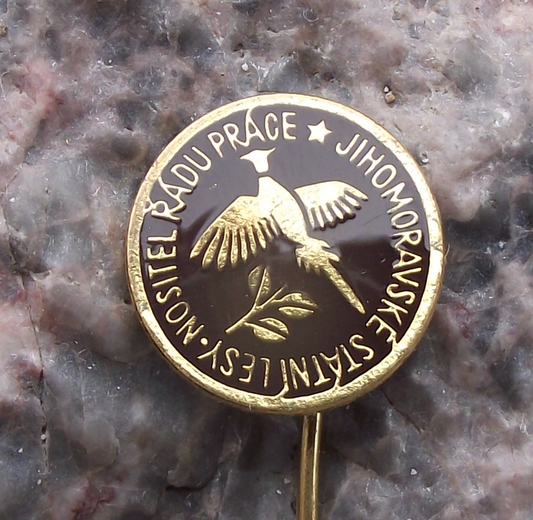 JIHOMORAVSKÉ STÁTNÍ LESY · NOSITEL ŘÁDU PRÁCE ★